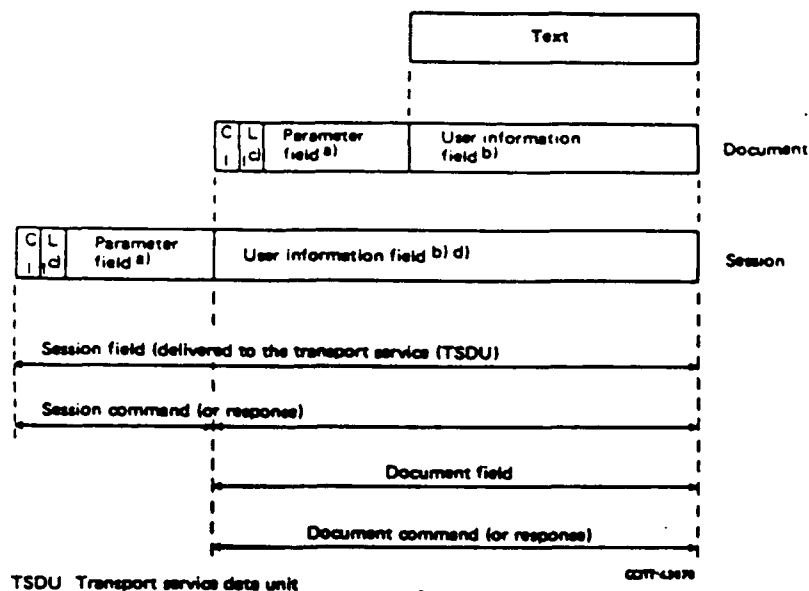 Text
C L Parameter User information
I I c) field a) field b)
Document
C L Parameter
I I c) field a) User information field b) d)
Session
Session field (delivered to the transport service (TSDU)
Session command (or response)
Document field
Document command (or response)
TSDU Transport service data unit